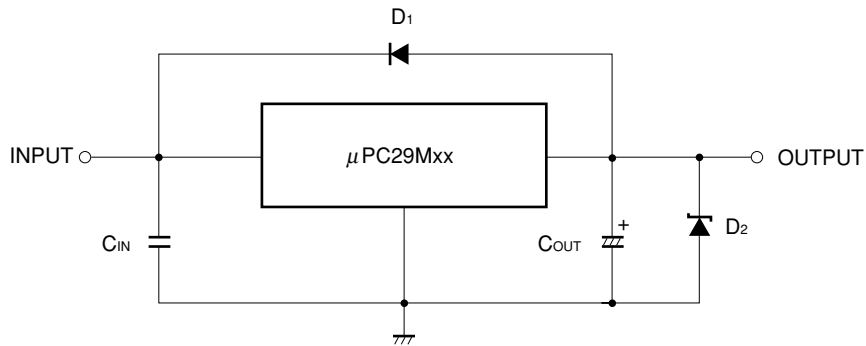 D1
INPUT
μPC29Mxx
OUTPUT
CIN
COUT
+
D2